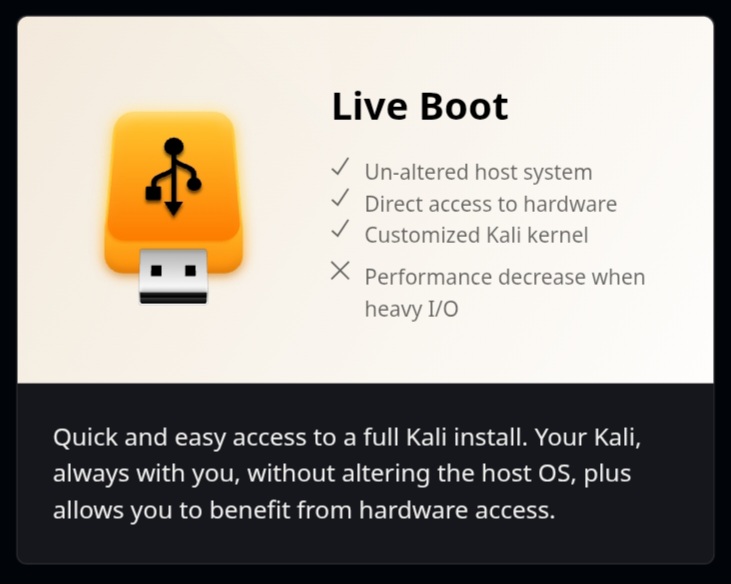 Live Boot
Un-altered host system
Direct access to hardware
Customized Kali kernel
Performance decrease when
heavy I/O
Quick and easy access to a full Kali install. Your Kali,
always with you, without altering the host OS, plus
allows you to benefit from hardware access.